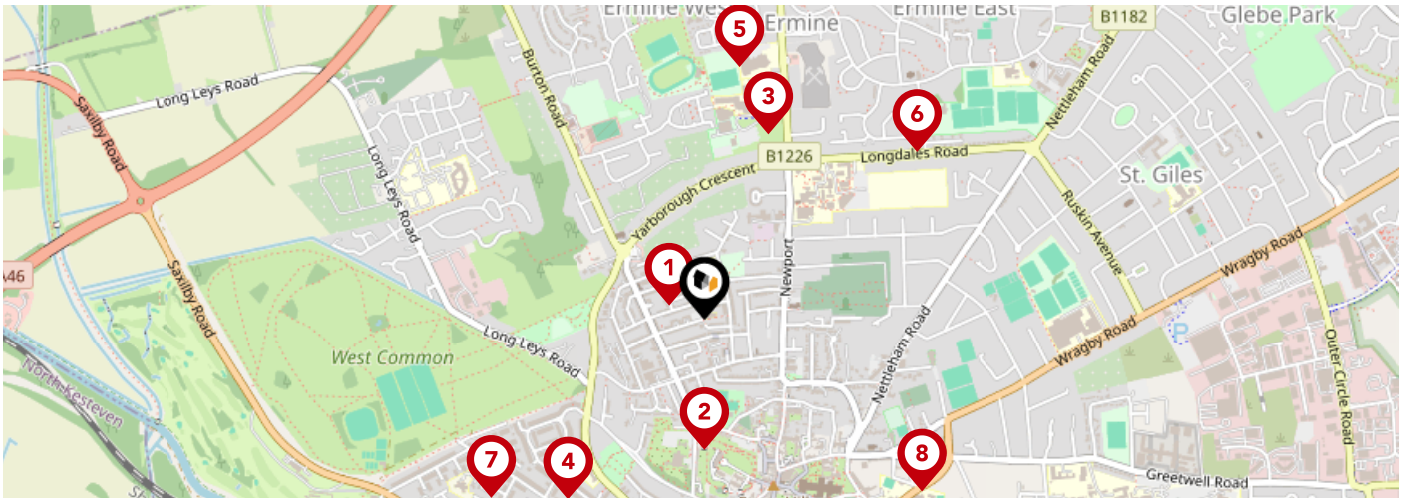 Ermine West
Ermine
Ermine East
B1182
Glebe Park
5
Burton Road
Nettleham Road
Long Leys Road
Saxilby Road
3
6
Long Leys Road
B1226
Longdales Road
St. Giles
Yarborough Crescent
Ruskin Avenue
A46
Saxilby Road
1
Newport
Wragby Road
P
Long Leys Road
West Common
Nettleham Road
Wragby Road
Outer Circle Road
North Kesteven
2
7
4
8
Greetwell Road